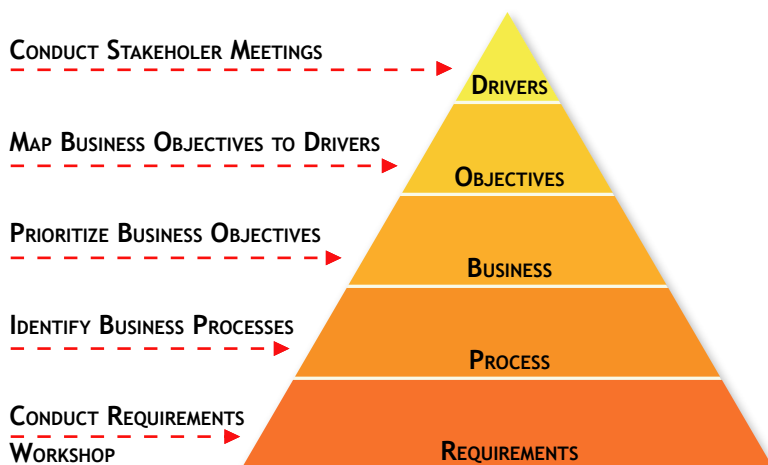 Conduct Stakeholer Meetings
Drivers
Map Business Objectives to Drivers
Objectives
Prioritize Business Objectives
Business
Identify Business Processes
Process
Conduct Requirements
Workshop
Requirements